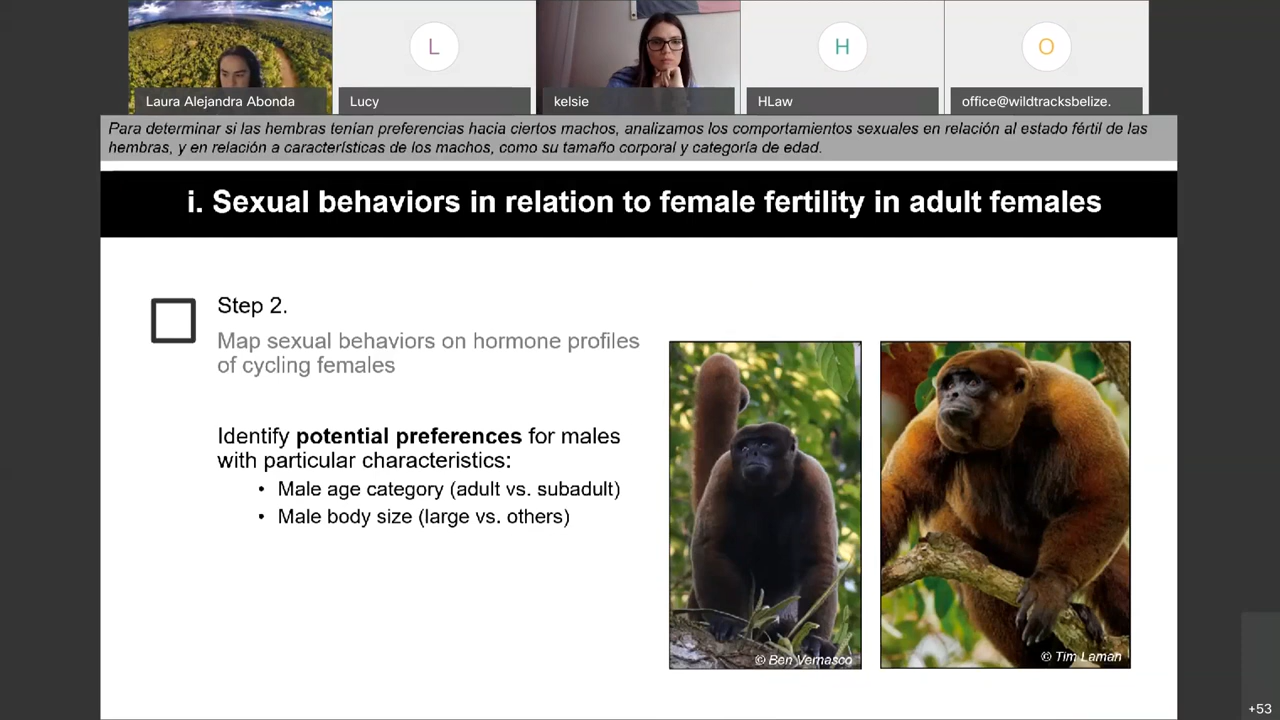 L
H
O
Laura Alejandra Abonda
Lucy
kelsie
HLaw
office@wildtracksbelize.
Para determinar si las hembras tenían preferencias hacia ciertos machos, analizamos los comportamientos sexuales en relación al estado fértil de las
hembras, y en relación a características de los machos, como su tamaño corporal y categoría de edad.
i. Sexual behaviors in relation to female fertility in adult females
Step 2.
Map sexual behaviors on hormone profiles
of cycling females
Identify potential preferences for males
with particular characteristics:
• Male age category (adult vs. subadult)
• Male body size (large vs. others)
© Ben Vernasco
© Tim Laman
+53